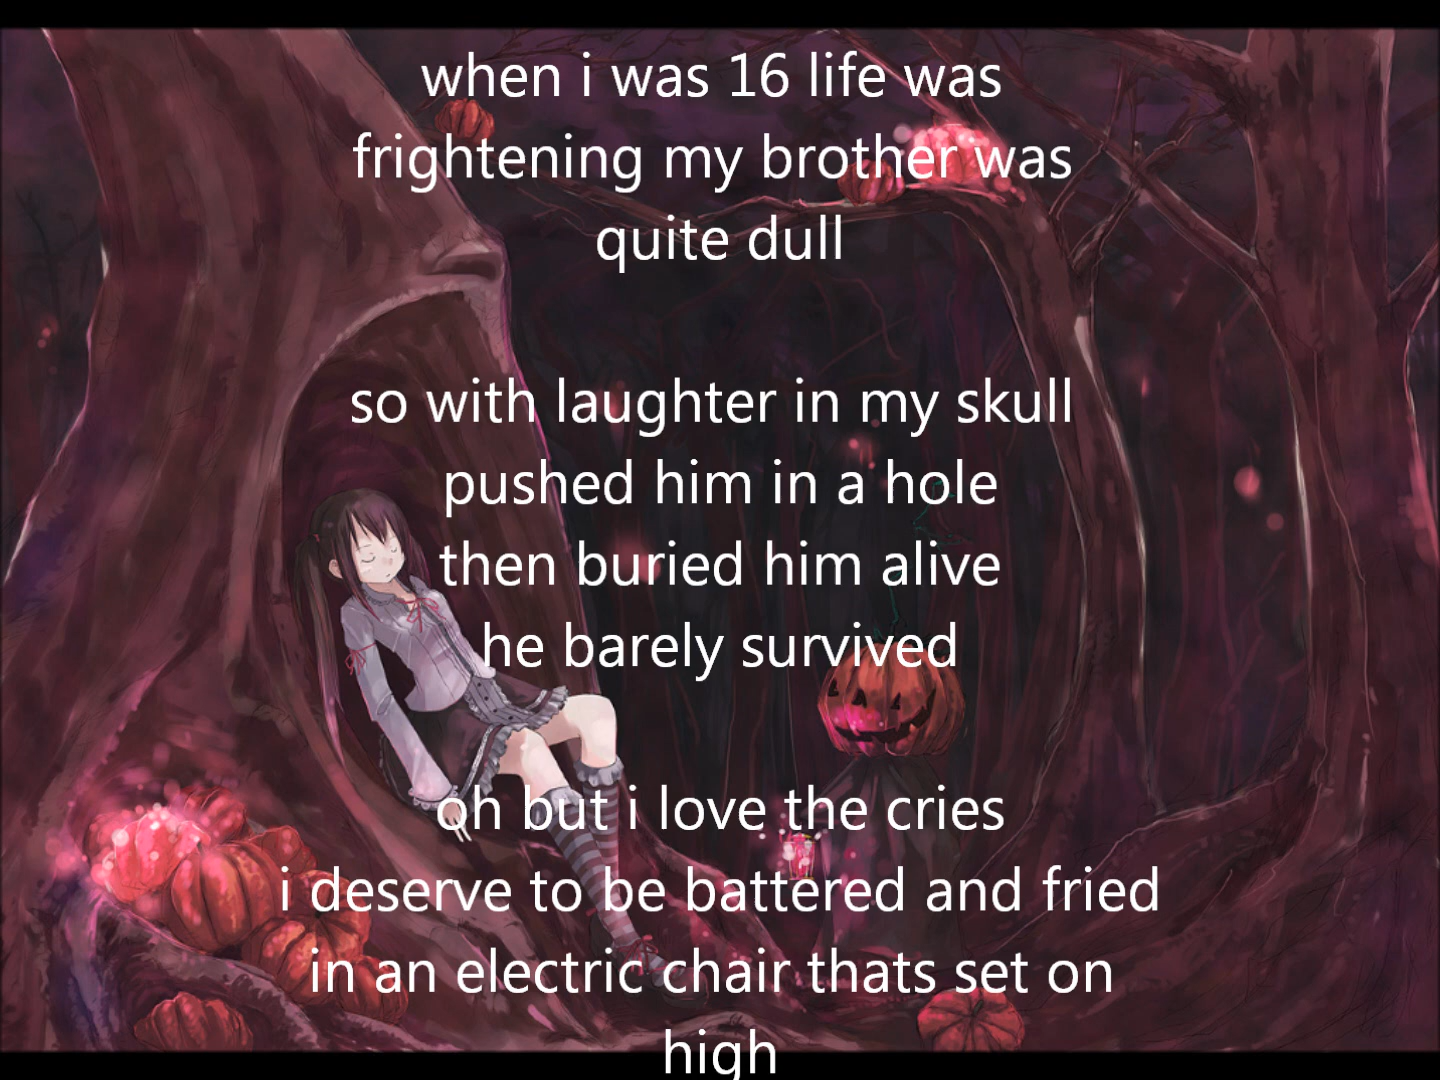 when i was 16 life was
frightening my brother was
quite dull
so with laughter in my skull
pushed him in a hole
then buried him alive
he barely survived
oh but i love the cries
i deserve to be battered and fried
in an electric chair thats set on
high